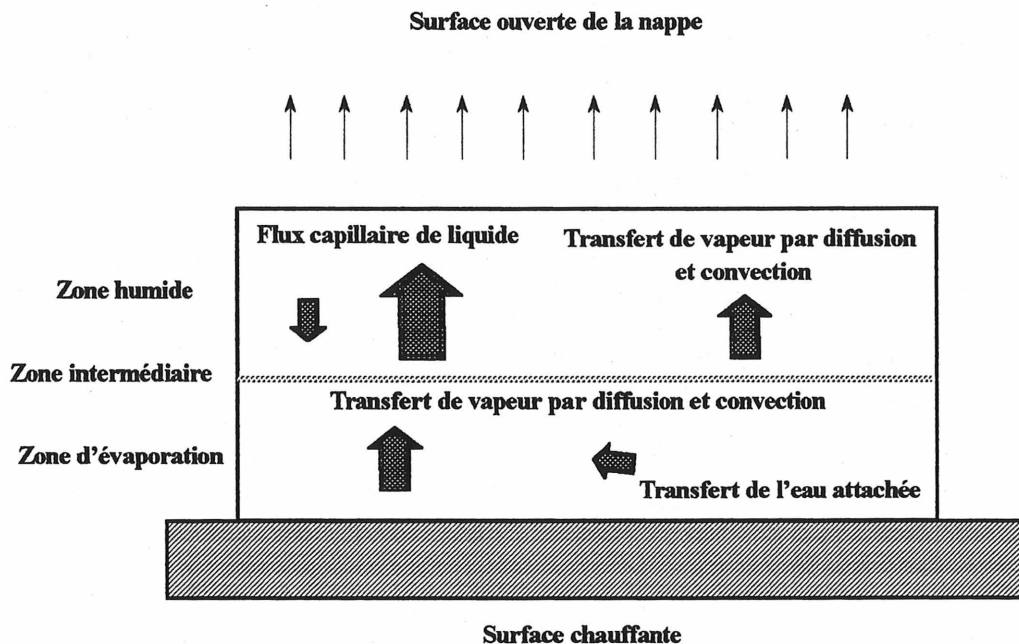 Surface ouverte de la nappe
Flux capillaire de liquide
Transfert de vapeur par diffusion
et convection
Zone humide
Zone intermédiaire
Transfert de vapeur par diffusion et convection
Zone d'évaporation
Transfert de l'eau attachée
Surface chauffante